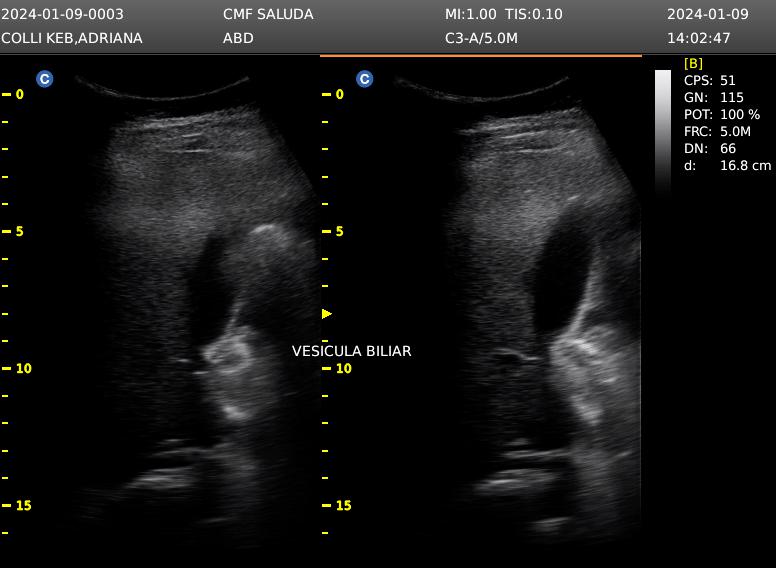 2024-01-09-0003 CMF SALUDA MI:1.00 TIS:0.10 2024-01-09
COLLI KEB,ADRIANA ABD C3-A/5.0M 14:02:47
[B]
CPS: 51
GN: 115
POT: 100 %
FRC: 5.0M
DN: 66
d: 16.8 cm
C C
0 0
5 5
VESICULA BILIAR
10 10
15 15